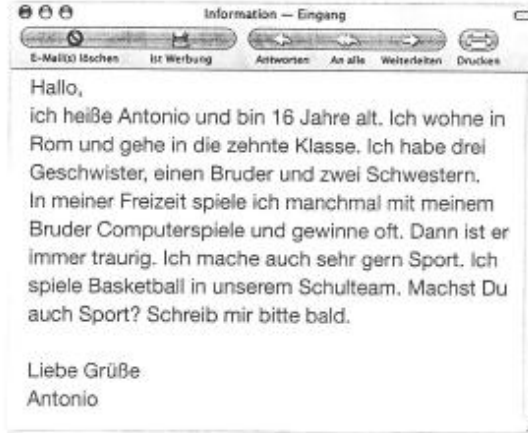 Information — Eingang
E-Mail(s) löschen Ist Werbung Antworten An alle Weiterleiten Drucken
Hallo,
ich heiße Antonio und bin 16 Jahre alt. Ich wohne in
Rom und gehe in die zehnte Klasse. Ich habe drei
Geschwister, einen Bruder und zwei Schwestern.
In meiner Freizeit spiele ich manchmal mit meinem
Bruder Computerspiele und gewinne oft. Dann ist er
immer traurig. Ich mache auch sehr gern Sport. Ich
spiele Basketball in unserem Schulteam. Machst Du
auch Sport? Schreib mir bitte bald.
Liebe Grüße
Antonio